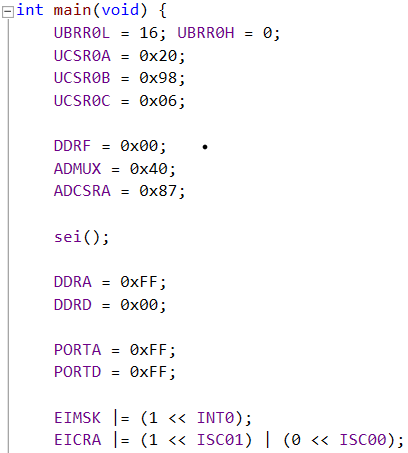 int main(void) {
UBRR0L = 16; UBRR0H = 0;
UCSR0A = 0x20;
UCSR0B = 0x98;
UCSR0C = 0x06;
DDRF = 0x00;
ADMUX = 0x40;
ADCSRA = 0x87;
sei();
DDRA = 0xFF;
DDRD = 0x00;
PORTA = 0xFF;
PORTD = 0xFF;
EIMSK |= (1 << INT0);
EICRA |= (1 << ISC01) | (0 << ISC00);